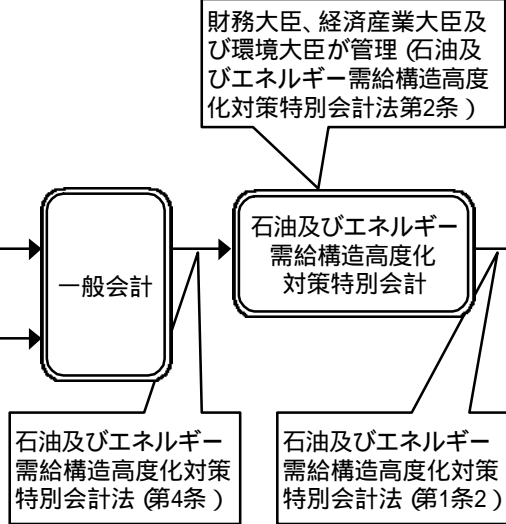 財務大臣、経済産業大臣及
び環境大臣が管理（石油及
びエネルギー需給構造高度
化対策特別会計法第2条）
一般会計
石油及びエネルギー
需給構造高度化
対策特別会計
石油及びエネルギー
需給構造高度化対策
特別会計法（第4条）
石油及びエネルギー
需給構造高度化対策
特別会計法（第1条2）